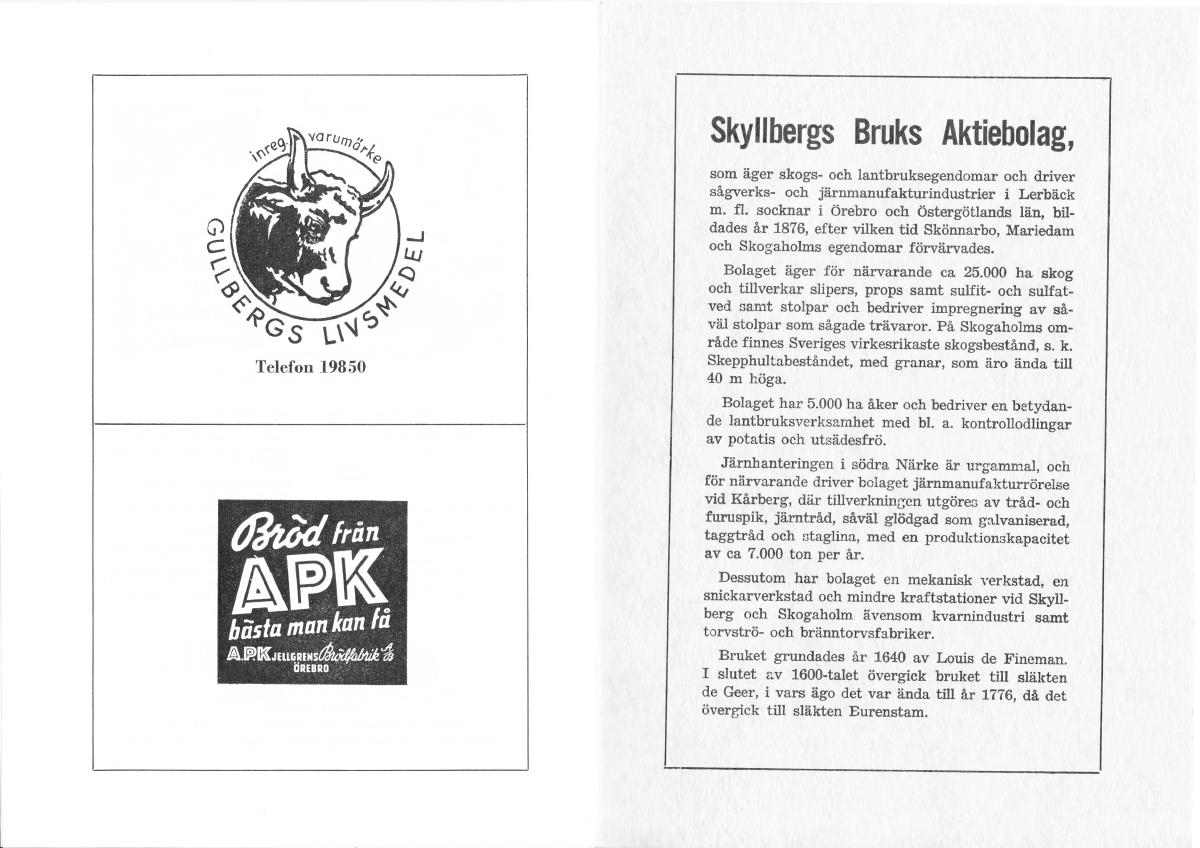 inreg. varumärke
GULLBERGS LIVSMEDEL
Telefon 19850
Bröd från
APK
bästa man kan få
A.P.KJELLGRENS Brödfabrik A/B
ÖREBRO
Skyllbergs Bruks Aktiebolag,
som äger skogs- och lantbruksegendomar och driver
sågverks- och järnmanufakturindustrier i Lerbäck
m. fl. socknar i Örebro och Östergötlands län, bil-
dades år 1876, efter vilken tid Skönnarbo, Mariedam
och Skogaholms egendomar förvärvades.
Bolaget äger för närvarande ca 25.000 ha skog
och tillverkar slipers, props samt sulfit- och sulfat-
ved samt stolpar och bedriver impregnering av så-
väl stolpar som sågade trävaror. På Skogaholms om-
råde finnes Sveriges virkesrikaste skogsbestånd, s. k.
Skepphultabeståndet, med granar, som äro ända till
40 m höga.
Bolaget har 5.000 ha åker och bedriver en betydan-
de lantbruksverksamhet med bl. a. kontrollodlingar
av potatis och utsädesfrö.
Järnhanteringen i södra Närke är urgammal, och
för närvarande driver bolaget järnmanufakturrörelse
vid Kårberg, där tillverkningen utgöres av tråd- och
furuspik, järntråd, såväl glödgad som galvaniserad,
taggtråd och staglina, med en produktionskapacitet
av ca 7.000 ton per år.
Dessutom har bolaget en mekanisk verkstad, en
snickarverkstad och mindre kraftstationer vid Skyll-
berg och Skogaholm ävensom kvarnindustri samt
torvströ- och bränntorvsfabriker.
Bruket grundades år 1640 av Louis de Fineman.
I slutet av 1600-talet övergick bruket till släkten
de Geer, i vars ägo det var ända till år 1776, då det
övergick till släkten Burenstam.